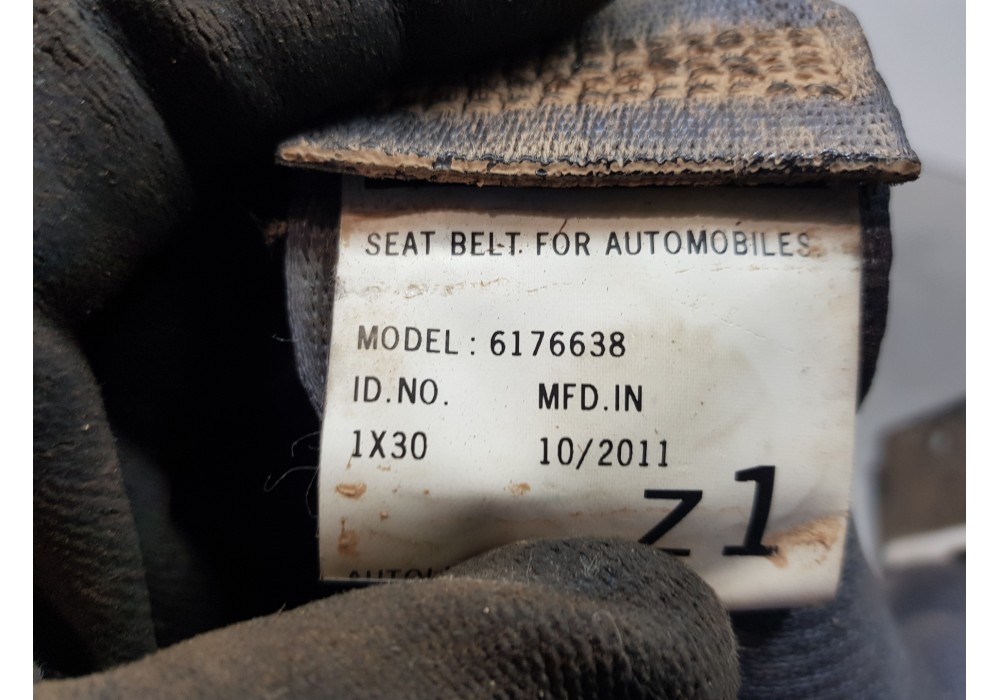 SEAT BELT FOR AUTOMOBILES
MODEL: 6176638
ID.NO. MFD.IN
1X30 10/2011
Z1